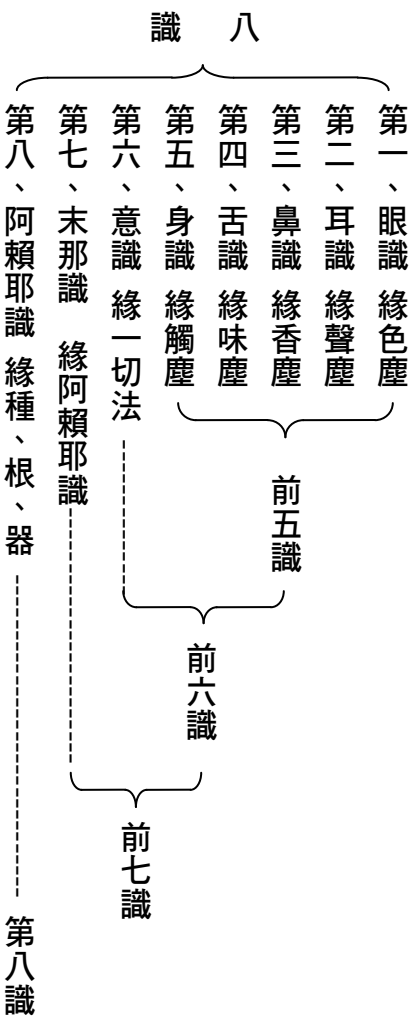 八識
第一、眼識 緣色塵
第二、耳識 緣聲塵
第三、鼻識 緣香塵
第四、舌識 緣味塵
第五、身識 緣觸塵
第六、意識 緣一切法
第七、末那識 緣阿賴耶識
第八、阿賴耶識 緣種、根、器
前五識
前六識
前七識
第八識